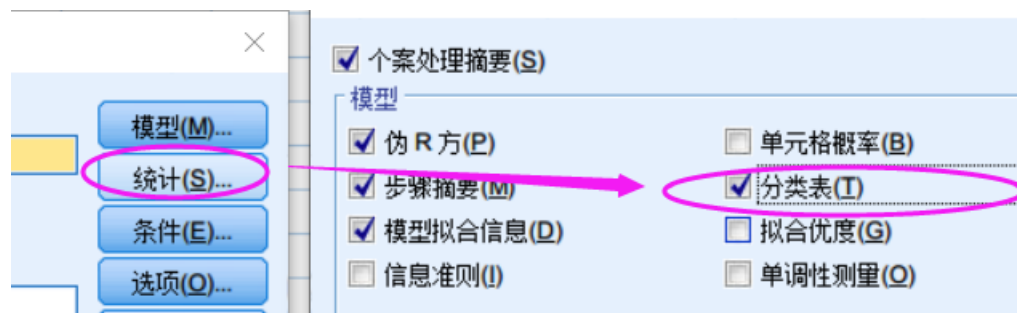 模型(M)...
统计(S)...
条件(E)...
选项(O)...
个案处理摘要(S)
模型
伪 R 方(P)
单元格概率(B)
步骤摘要(M)
分类表(T)
模型拟合信息(D)
拟合优度(G)
信息准则(I)
单调性测量(O)